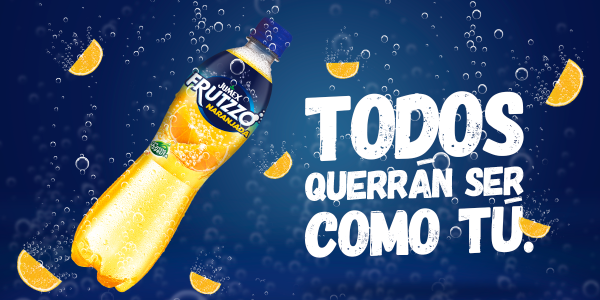 JUMEX
FRUTZZO
NARANJADA
TODOS
QUERRÁN SER
COMO TÚ.